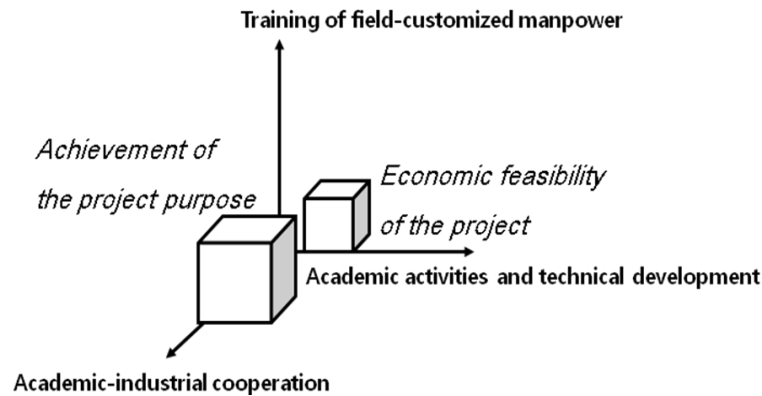 Training of field-customized manpower
Achievement of
the project purpose
Economic feasibility
of the project
Academic activities and technical development
Academic-industrial cooperation